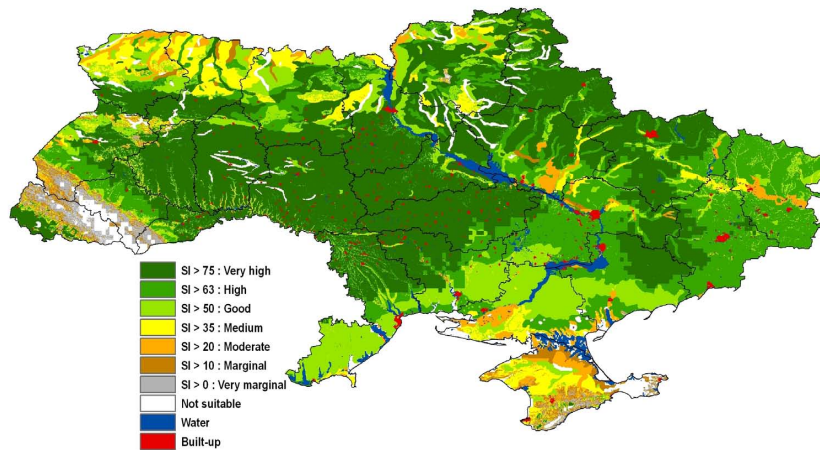 SI > 75 : Very high
SI > 63 : High
SI > 50 : Good
SI > 35 : Medium
SI > 20 : Moderate
SI > 10 : Marginal
SI > 0 : Very marginal
Not suitable
Water
Built-up